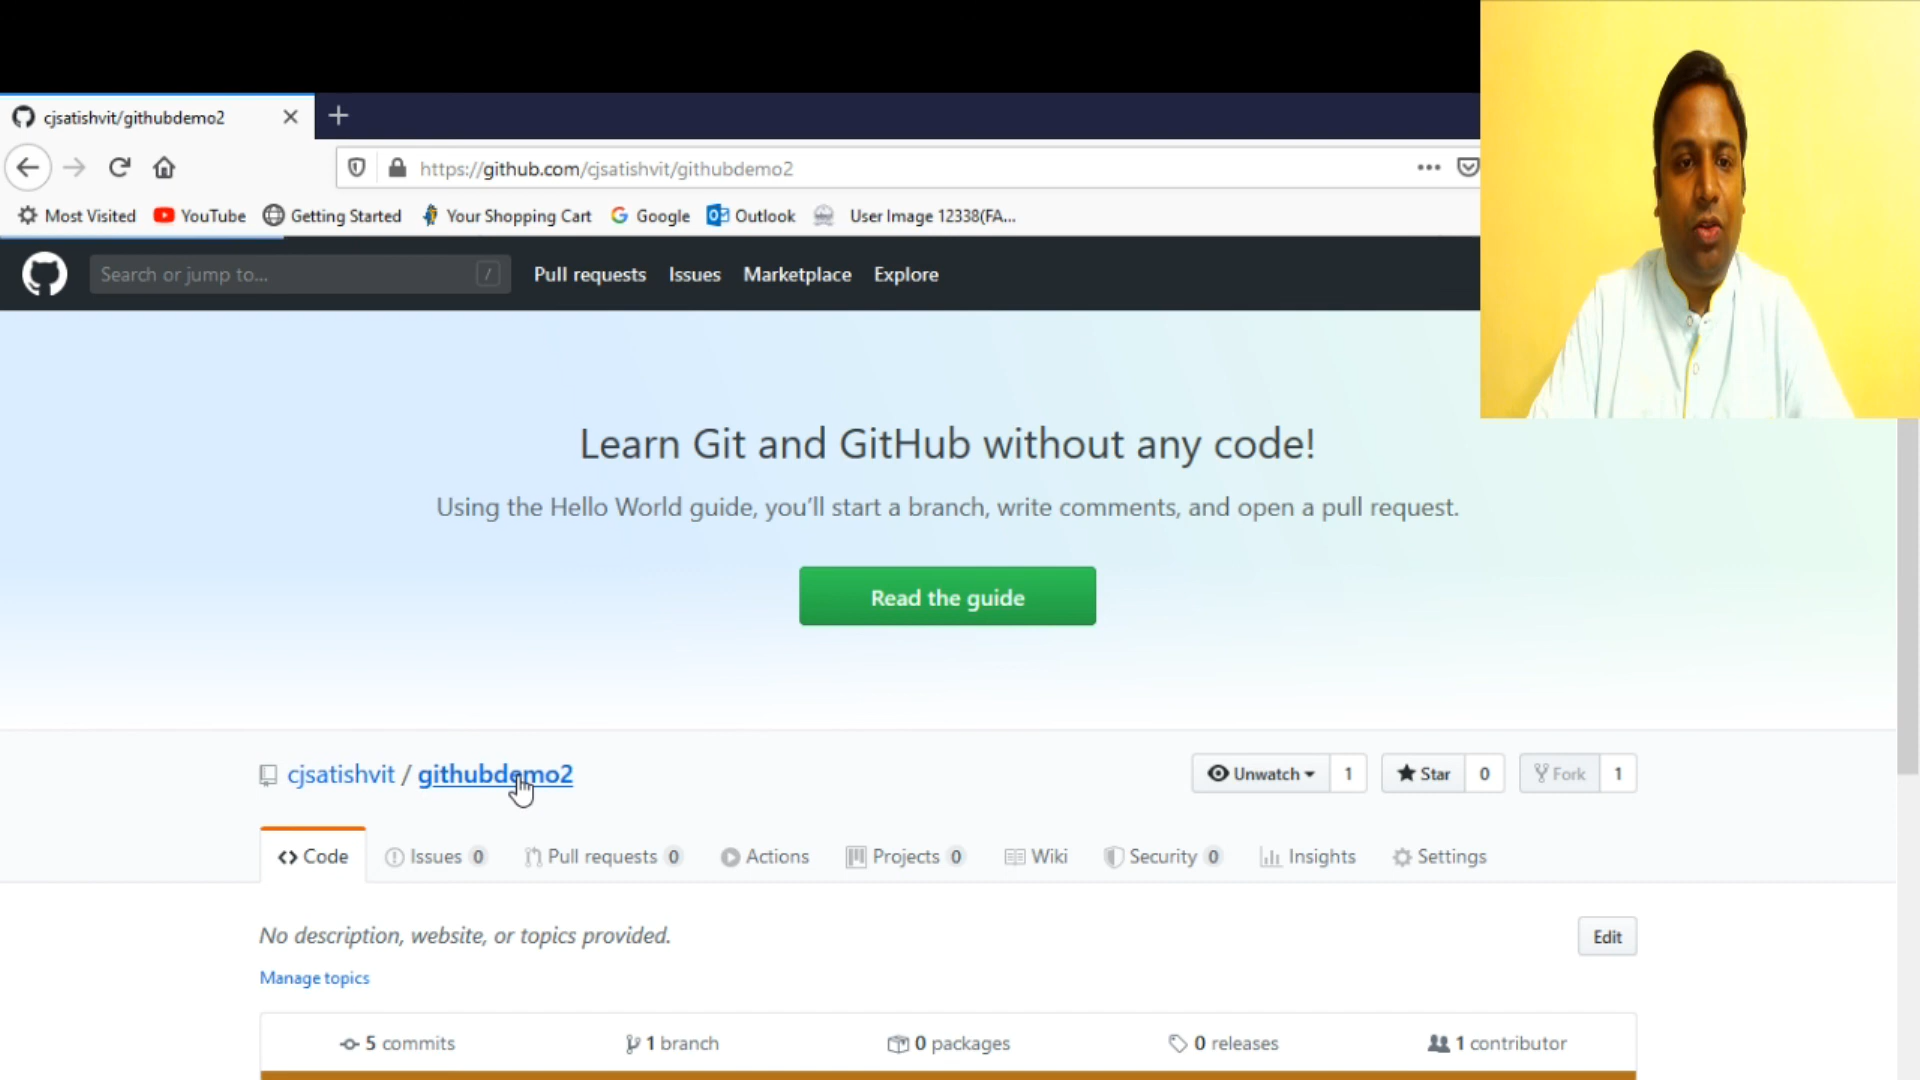 cjsatishvit/githubdemo2
https://github.com/cjsatishvit/githubdemo2
Most Visited YouTube Getting Started Your Shopping Cart Google Outlook User Image 12338(FA...
Search or jump to... / Pull requests Issues Marketplace Explore
Learn Git and GitHub without any code!
Using the Hello World guide, you'll start a branch, write comments, and open a pull request.
Read the guide
cjsatishvit / githubdemo2 Unwatch 1 Star 0 Fork 1
Code Issues 0 Pull requests 0 Actions Projects 0 Wiki Security 0 Insights Settings
No description, website, or topics provided. Edit
Manage topics
5 commits 1 branch 0 packages 0 releases 1 contributor